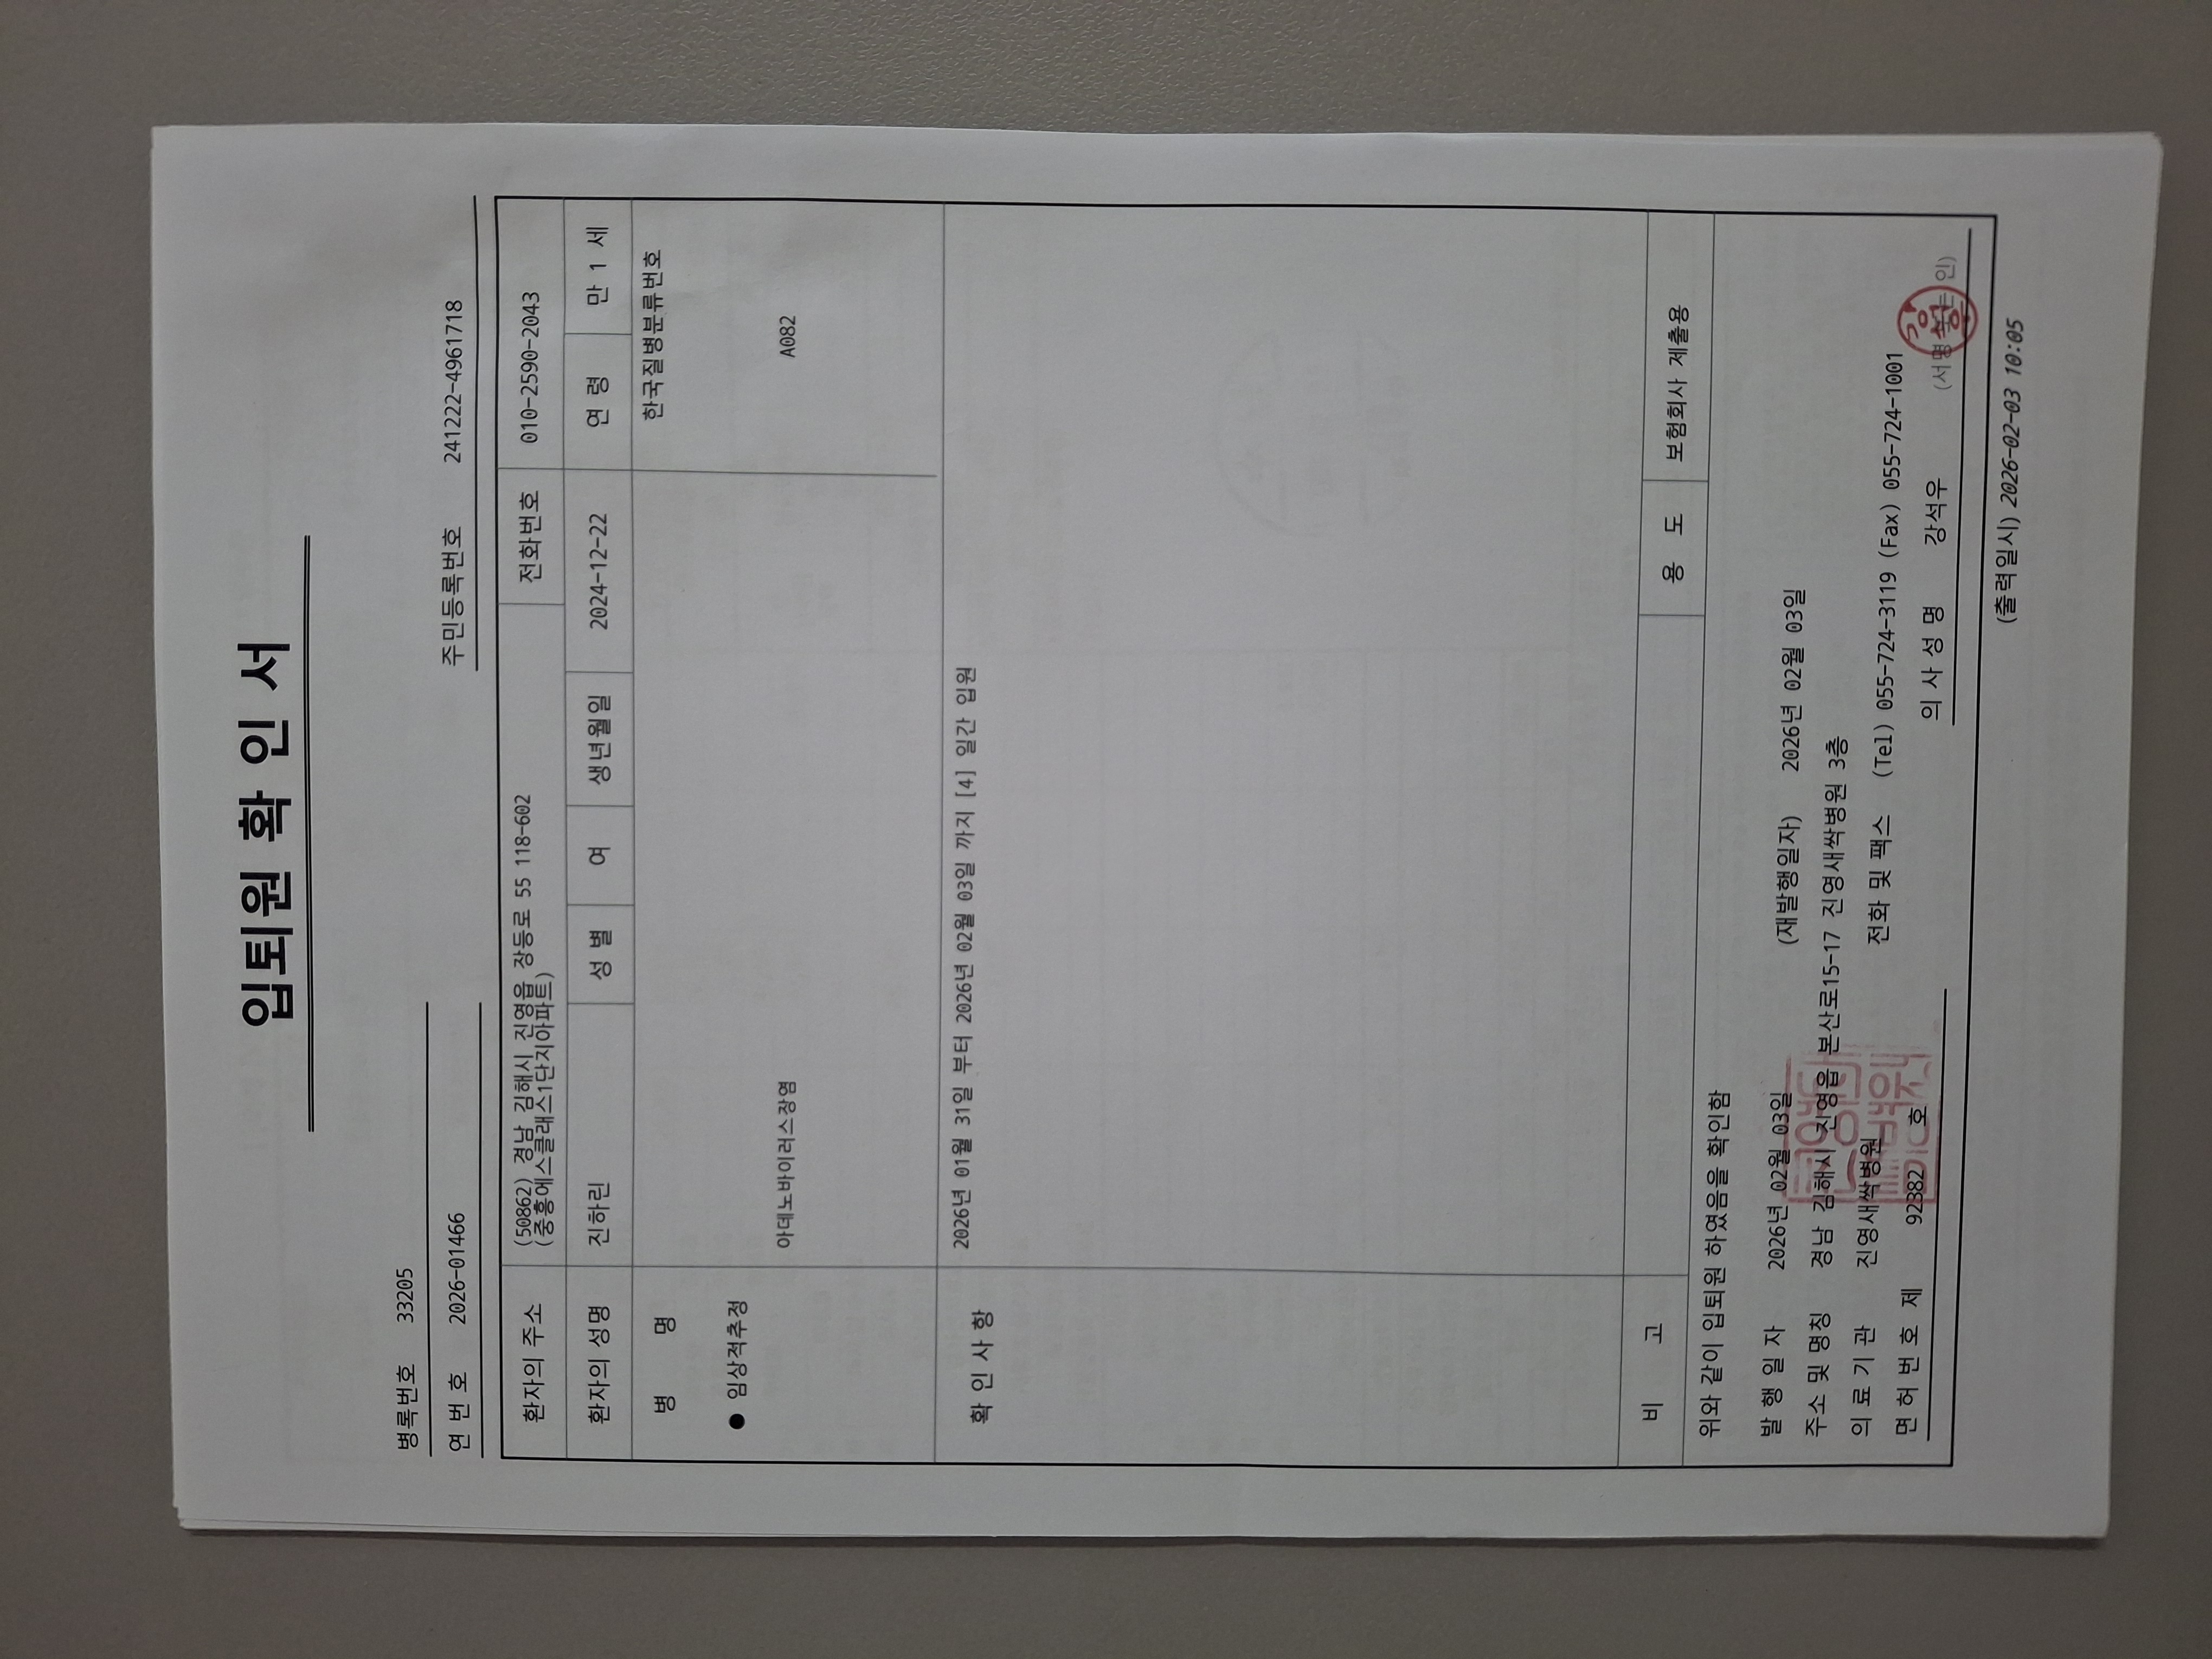 입퇴원 확 인 서
병록번호 33205
연 번 호 2026-01466
주민등록번호 241222-4961718
환자의 주소 (50862) 경남 김해시 진영읍 장등로 55 118-602
(중흥에스클래스1단지아파트)
전화번호 010-2590-2043
환자의 성명 진하린 성 별 여 생년월일 2024-12-22 연 령 만 1 세
병 명 한국질병분류번호
● 임상적추정
아데노바이러스장염 A082
확 인 사 항 2026년 01월 31일 부터 2026년 02월 03일 까지 [4] 일간 입원
비 고 용 도 보험회사 제출용
위와 같이 입퇴원 하였음을 확인함
발 행 일 자 2026년 02월 03일 (재발행일자) 2026년 02월 03일
주소 및 명칭 경남 김해시 진영읍 본산로15-17 진영새싹병원 3층
의 료 기 관 진영새싹병원 전화 및 팩스 (Tel) 055-724-3119 (Fax) 055-724-1001
면 허 번 호 제 92382 호 의 사 성 명 강석우 (서명 또는 인)
(출력일시) 2026-02-03 10:05